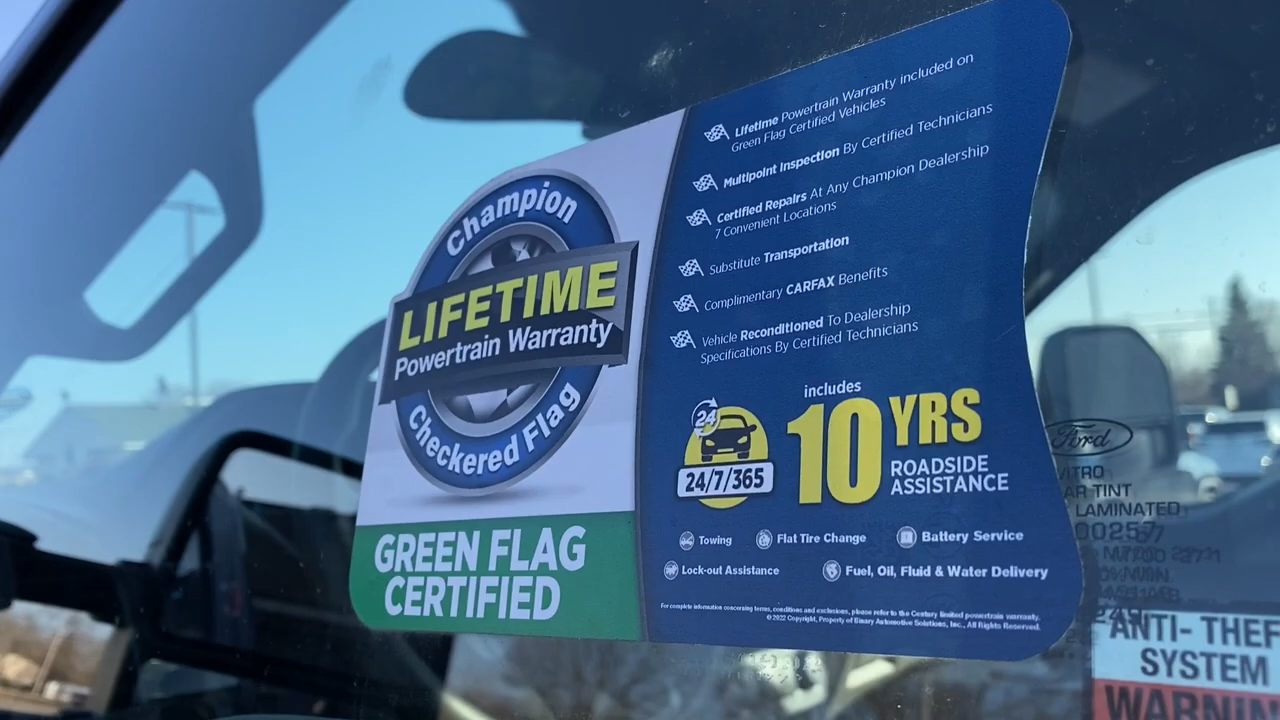 Champion
LIFETIME
Powertrain Warranty
Checkered Flag
GREEN FLAG
CERTIFIED
Lifetime Powertrain Warranty included on
Green Flag Certified Vehicles
Multipoint Inspection By Certified Technicians
Certified Repairs At Any Champion Dealership
7 Convenient Locations
Substitute Transportation
Complimentary CARFAX Benefits
Vehicle Reconditioned To Dealership
Specifications By Certified Technicians
24
24/7/365
includes
10 YRS
ROADSIDE
ASSISTANCE
Towing
Flat Tire Change
Battery Service
Lock-out Assistance
Fuel, Oil, Fluid & Water Delivery
For complete information concerning terms, conditions and exclusions, please refer to the Century limited powertrain warranty.
© 2022 Copyright, Property of Binary Automotive Solutions, Inc., All Rights Reserved.
Ford
VITRO
AR TINT
LAMINATED
ANTI- THEF
SYSTEM
WARNIN